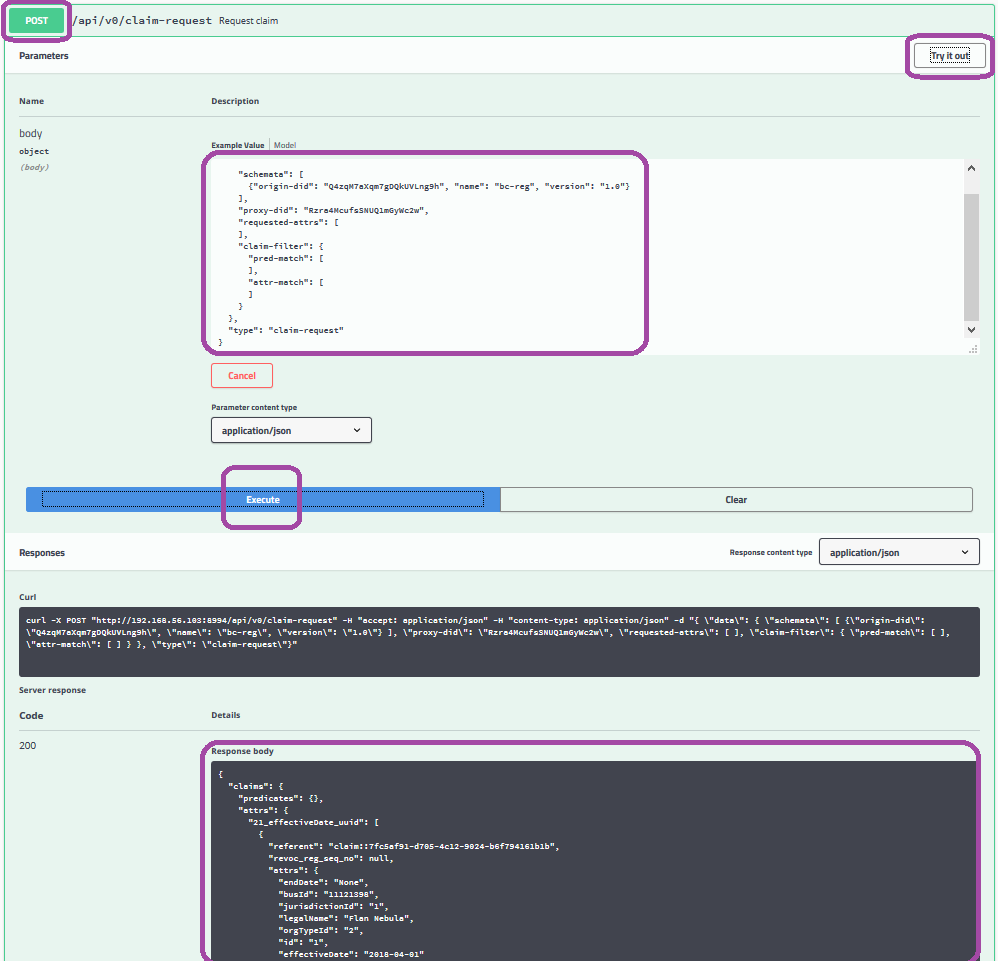 POST /api/v0/claim-request Request claim
Parameters
Try it out
Name Description
body
object
(body)
Example Value Model
"schemata": [
{"origin-did": "Q4zqM7aXqm7gDQkUVLng9h", "name": "bc-reg", "version": "1.0"}
],
"proxy-did": "Rzra4McufsSNUQ1mGyWc2w",
"requested-attrs": [
],
"claim-filter": {
"pred-match": [
],
"attr-match": [
]
}
},
"type": "claim-request"
}
Cancel
Parameter content type
application/json
Execute Clear
Responses
Response content type application/json
Curl
curl -X POST "http://192.168.56.103:8994/api/v0/claim-request" -H "accept: application/json" -H "content-type: application/json" -d "{ \"data\": { \"schemata\": [ {\"origin-did\":
\"Q4zqM7aXqm7gDQkUVLng9h\", \"name\": \"bc-reg\", \"version\": \"1.0\"} ], \"proxy-did\": \"Rzra4McufsSNUQ1mGyWc2w\", \"requested-attrs\": [ ], \"claim-filter\": { \"pred-match\": [ ],
\"attr-match\": [ ] } }, \"type\": \"claim-request\"}"
Server response
Code Details
200
Response body
{
"claims": {
"predicates": {},
"attrs": {
"21_effectiveDate_uuid": [
{
"referent": "claim::7fc5af91-d705-4c12-9024-b6f794161b1b",
"revoc_reg_seq_no": null,
"attrs": {
"endDate": "None",
"busId": "11121398",
"jurisdictionId": "1",
"legalName": "Flan Nebula",
"orgTypeId": "2",
"id": "1",
"effectiveDate": "2018-04-01"